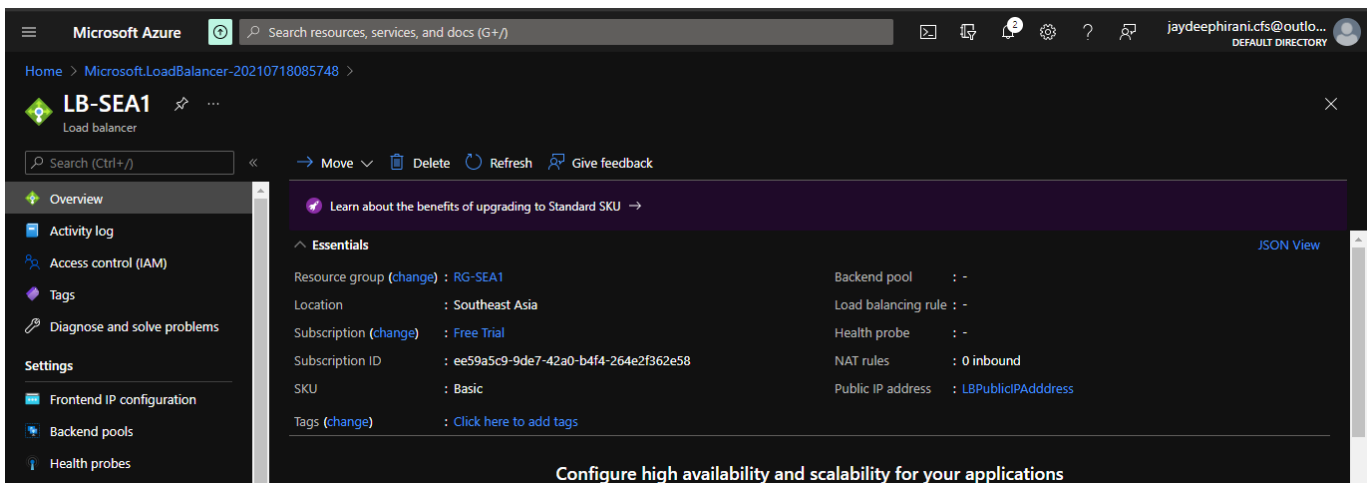 Microsoft Azure
Search resources, services, and docs (G+/)
2
jaydeephirani.cfs@outlo...
DEFAULT DIRECTORY
Home > Microsoft.LoadBalancer-20210718085748 >
LB-SEA1
Load balancer
Search (Ctrl+/)
Move Delete Refresh Give feedback
Overview
Activity log
Access control (IAM)
Tags
Diagnose and solve problems
Settings
Frontend IP configuration
Backend pools
Health probes
Learn about the benefits of upgrading to Standard SKU →
Essentials
JSON View
Resource group (change) : RG-SEA1
Location : Southeast Asia
Subscription (change) : Free Trial
Subscription ID : ee59a5c9-9de7-42a0-b4f4-264e2f362e58
SKU : Basic
Tags (change) : Click here to add tags
Backend pool : -
Load balancing rule : -
Health probe : -
NAT rules : 0 inbound
Public IP address : LBPublicIPAdddress
Configure high availability and scalability for your applications